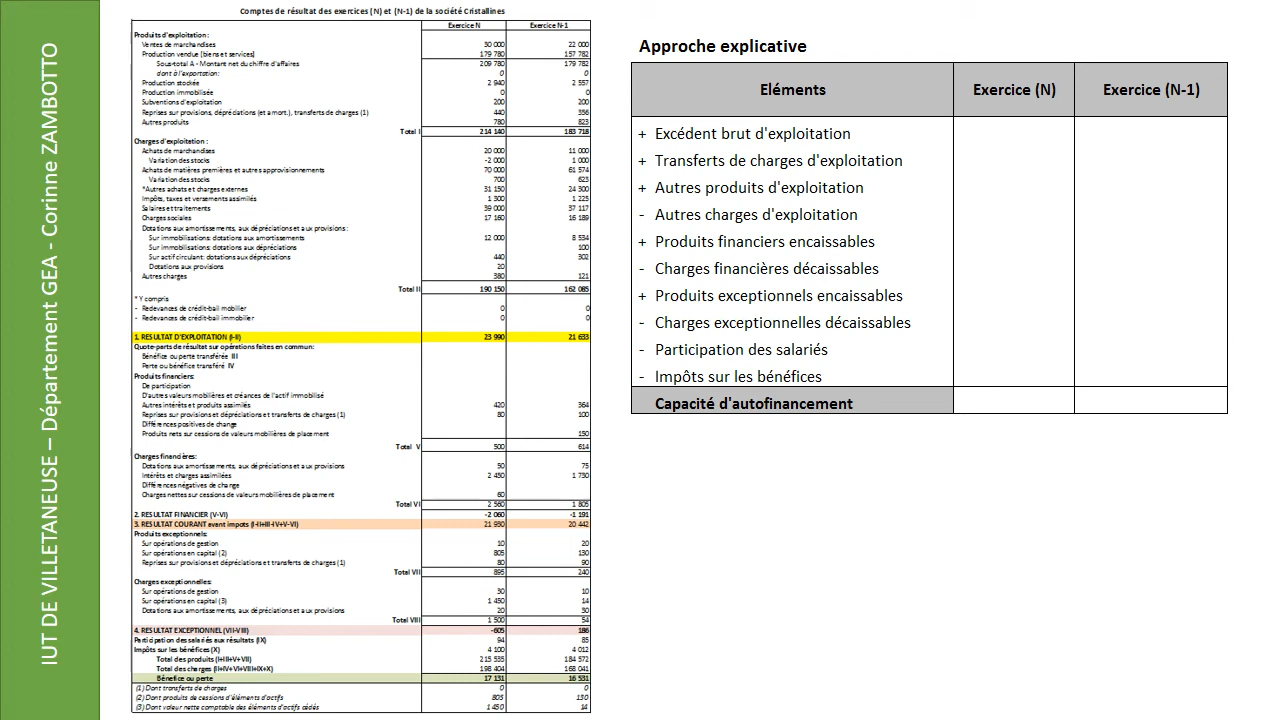 IUT DE VILLETANEUSE – Département GEA - Corinne ZAMBOTTO
Comptes de résultat des exercices (N) et (N-1) de la société Cristallines
Exercice N Exercice N-1
Produits d'exploitation :
Ventes de marchandises 30 000 22 000
Production vendue (biens et services) 179 780 157 782
Sous-total A - Montant net du chiffre d'affaires 209 780 179 782
dont à l'exportation: 0 0
Production stockée 2 940 2 557
Production immobilisée 0 0
Subventions d'exploitation 200 200
Reprises sur provisions, dépréciations (et amort.), transferts de charges (1) 440 356
Autres produits 780 823
Total I 214 140 183 718
Charges d'exploitation :
Achats de marchandises 20 000 11 000
Variation des stocks -2 000 1 000
Achats de matières premières et autres approvisionnements 70 000 61 574
Variation des stocks 700 623
*Autres achats et charges externes 31 150 24 300
Impôts, taxes et versements assimilés 1 300 1 225
Salaires et traitements 39 000 37 117
Charges sociales 17 160 16 189
Dotations aux amortissements, aux dépréciations et aux provisions :
Sur immobilisations: dotations aux amortissements 12 000 8 534
Sur immobilisations: dotations aux dépréciations 100
Sur actif circulant: dotations aux dépréciations 440 302
Dotations aux provisions 20
Autres charges 380 121
Total II 190 150 162 085
* Y compris
- Redevances de crédit-bail mobilier 0 0
- Redevances de crédit-bail immobilier 0 0
1. RESULTAT D'EXPLOITATION (I-II) 23 990 21 633
Quote-parts de résultat sur opérations faites en commun:
Bénéfice ou perte transférée III
Perte ou bénéfice transféré IV
Produits financiers:
De participation
D'autres valeurs mobilières et créances de l'actif immobilisé
Autres intérêts et produits assimilés 420 364
Reprises sur provisions et dépréciations et transferts de charges (1) 80 100
Différences positives de change
Produits nets sur cessions de valeurs mobilières de placement 150
Total V 500 614
Charges financières:
Dotations aux amortissements, aux dépréciations et aux provisions 50 75
Intérêts et charges assimilées 2 450 1 730
Différences négatives de change
Charges nettes sur cessions de valeurs mobilières de placement 60
Total VI 2 560 1 805
2. RESULTAT FINANCIER (V-VI) -2 060 -1 191
3. RESULTAT COURANT avant impots (I-II+III-IV+V-VI) 21 930 20 442
Produits exceptionnels:
Sur opérations de gestion 10 20
Sur opérations en capital (2) 805 130
Reprises sur provisions et dépréciations et transferts de charges (1) 80 90
Total VII 895 240
Charges exceptionnelles:
Sur opérations de gestion 30 10
Sur opérations en capital (3) 1 450 14
Dotations aux amortissements, aux dépréciations et aux provisions 20 30
Total VIII 1 500 54
4. RESULTAT EXCEPTIONNEL (VII-VIII) -605 186
Participation des salariés aux résultats (IX) 94 85
Impôts sur les bénéfices (X) 4 100 4 012
Total des produits (I+III+V+VII) 215 535 184 572
Total des charges (II+IV+VI+VIII+IX+X) 198 404 168 041
Bénefice ou perte 17 131 16 531
(1) Dont transferts de charges 0 0
(2) Dont produits de cessions d'éléments d'actifs 805 130
(3) Dont valeur nette comptable des éléments d'actifs cédés 1 450 14
Approche explicative
Eléments Exercice (N) Exercice (N-1)
+ Excédent brut d'exploitation
+ Transferts de charges d'exploitation
+ Autres produits d'exploitation
- Autres charges d'exploitation
+ Produits financiers encaissables
- Charges financières décaissables
+ Produits exceptionnels encaissables
- Charges exceptionnelles décaissables
- Participation des salariés
- Impôts sur les bénéfices
Capacité d'autofinancement